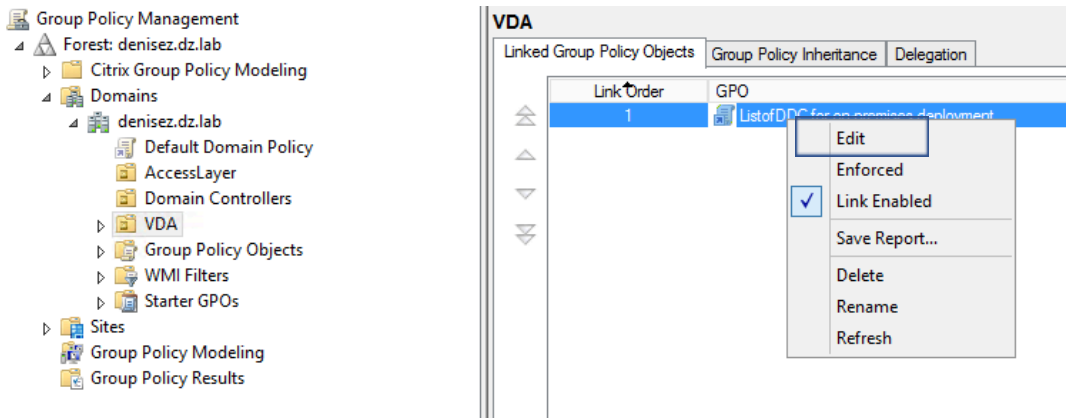 Group Policy Management
Forest: denisez.dz.lab
Citrix Group Policy Modeling
Domains
denisez.dz.lab
Default Domain Policy
AccessLayer
Domain Controllers
VDA
Group Policy Objects
WMI Filters
Starter GPOs
Sites
Group Policy Modeling
Group Policy Results
VDA
Linked Group Policy Objects Group Policy Inheritance Delegation
Link Order GPO
1 ListofDDC for on premises deployment
Edit
Enforced
Link Enabled
Save Report...
Delete
Rename
Refresh